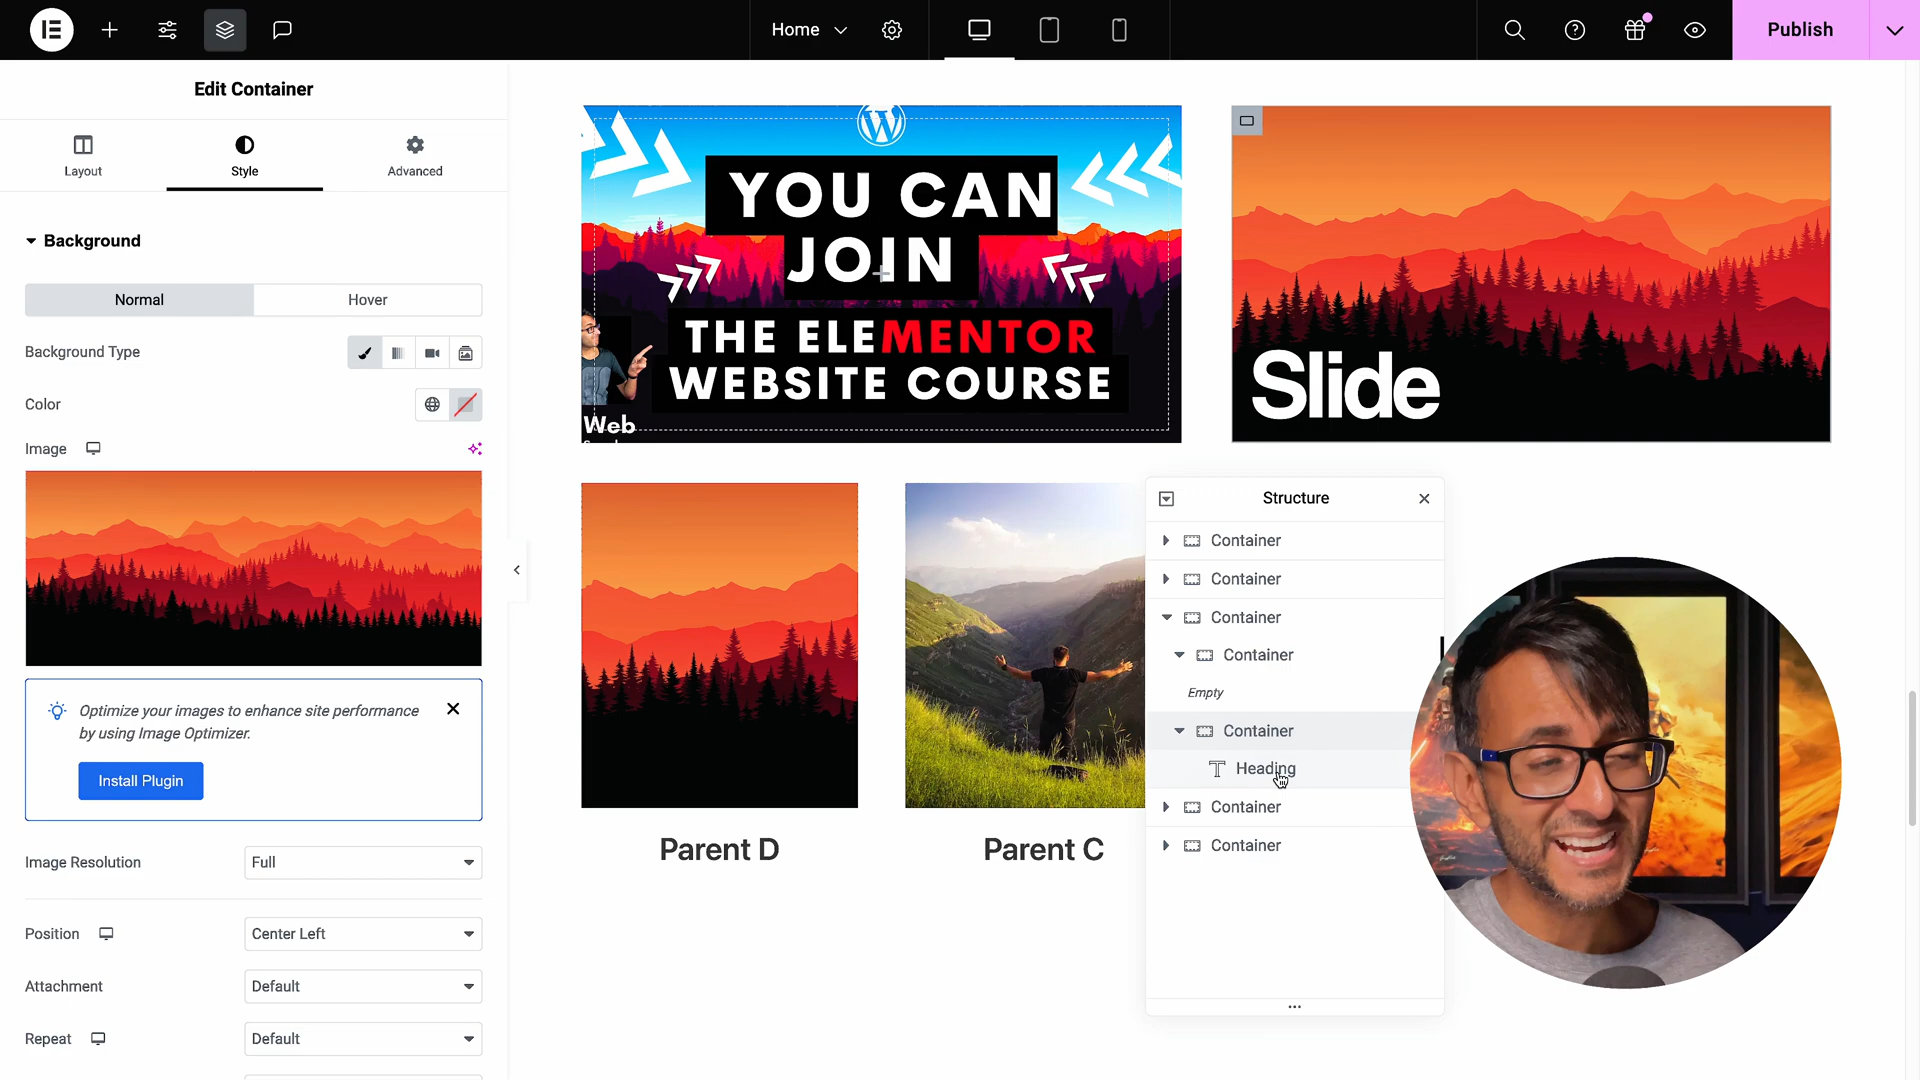 Home
Publish
Edit Container
Layout
Style
Advanced
Background
Normal
Hover
Background Type
Color
Image
Optimize your images to enhance site performance
by using Image Optimizer.
Install Plugin
Image Resolution
Full
Position
Center Left
Attachment
Default
Repeat
Default
YOU CAN
JOIN
THE ELEMENTOR
WEBSITE COURSE
Web
Slide
Parent D
Parent C
Structure
Container
Container
Container
Container
Empty
Container
Heading
Container
Container